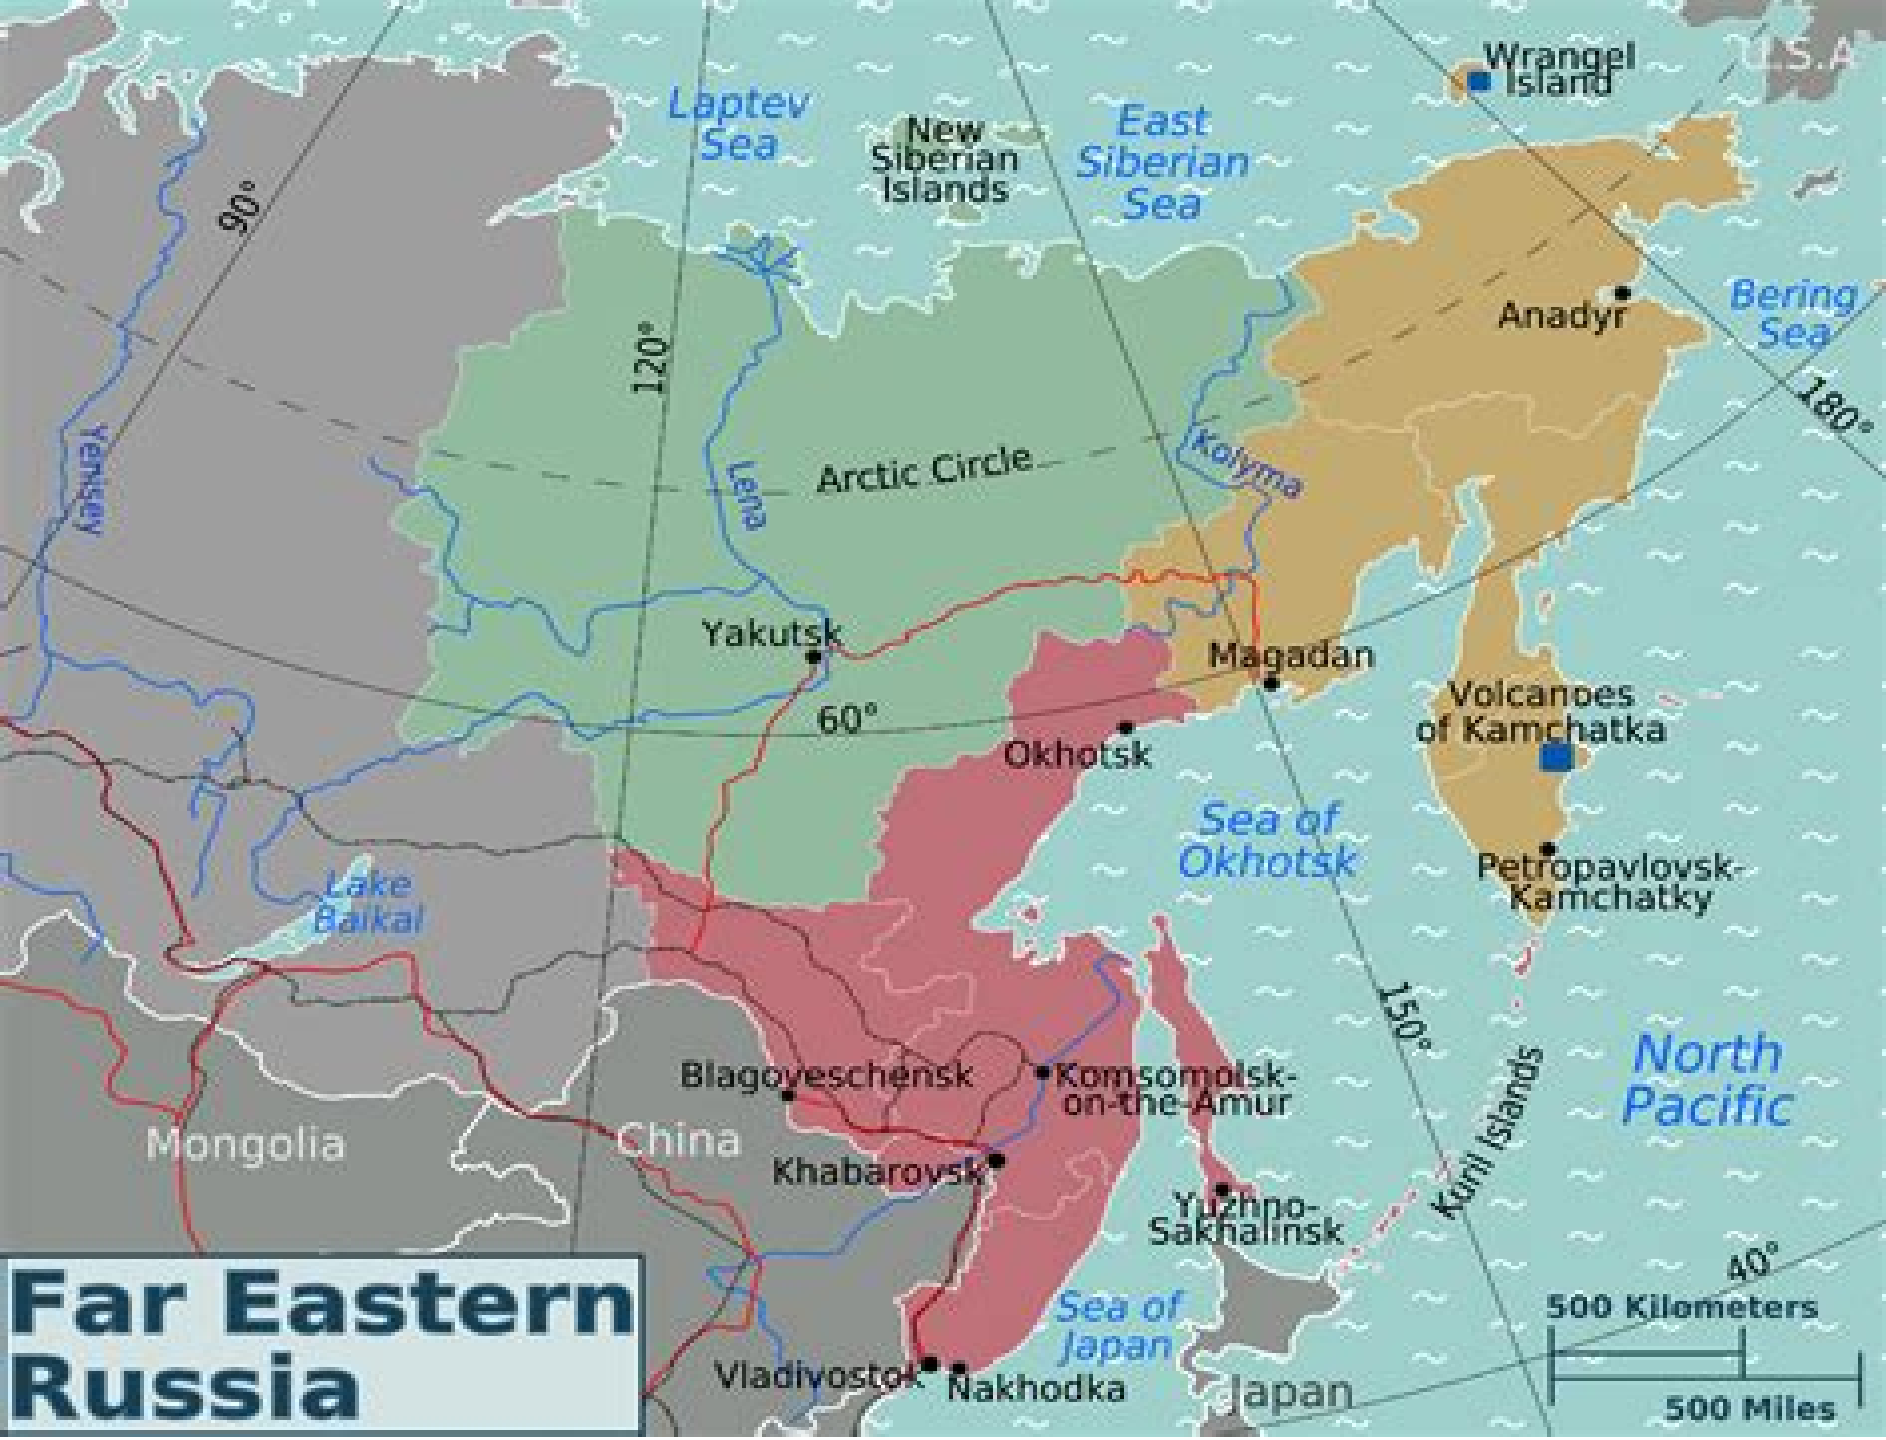 Wrangel
Island
U.S.A
Laptev
Sea
New
Siberian
Islands
East
Siberian
Sea
90°
Anadyr
Bering
Sea
120°
180°
Yenisey
Lena
Arctic Circle
Kolyma
Yakutsk
Magadan
60°
Okhotsk
Volcanoes
of Kamchatka
Sea of
Okhotsk
Petropavlovsk-
Kamchatky
Lake
Baikal
150°
North
Pacific
Blagoveschensk
Komsomolsk-
on-the-Amur
Mongolia
China
Khabarovsk
Kuril Islands
Yuzhno-
Sakhalinsk
40°
Far Eastern
Russia
Sea of
Japan
500 Kilometers
500 Miles
Vladivostok
Nakhodka
Japan